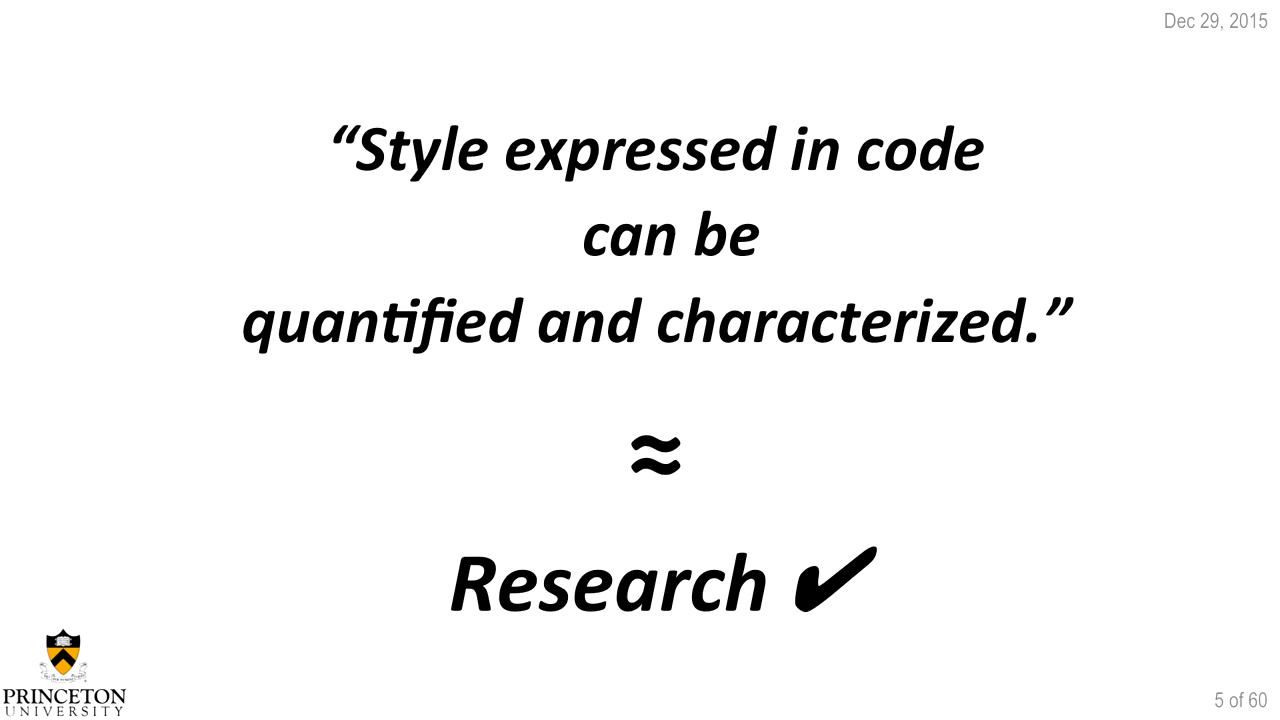 Dec 29, 2015
“Style expressed in code
can be
quantified and characterized.”
≈
Research ✔
PRINCETON
UNIVERSITY
5 of 60